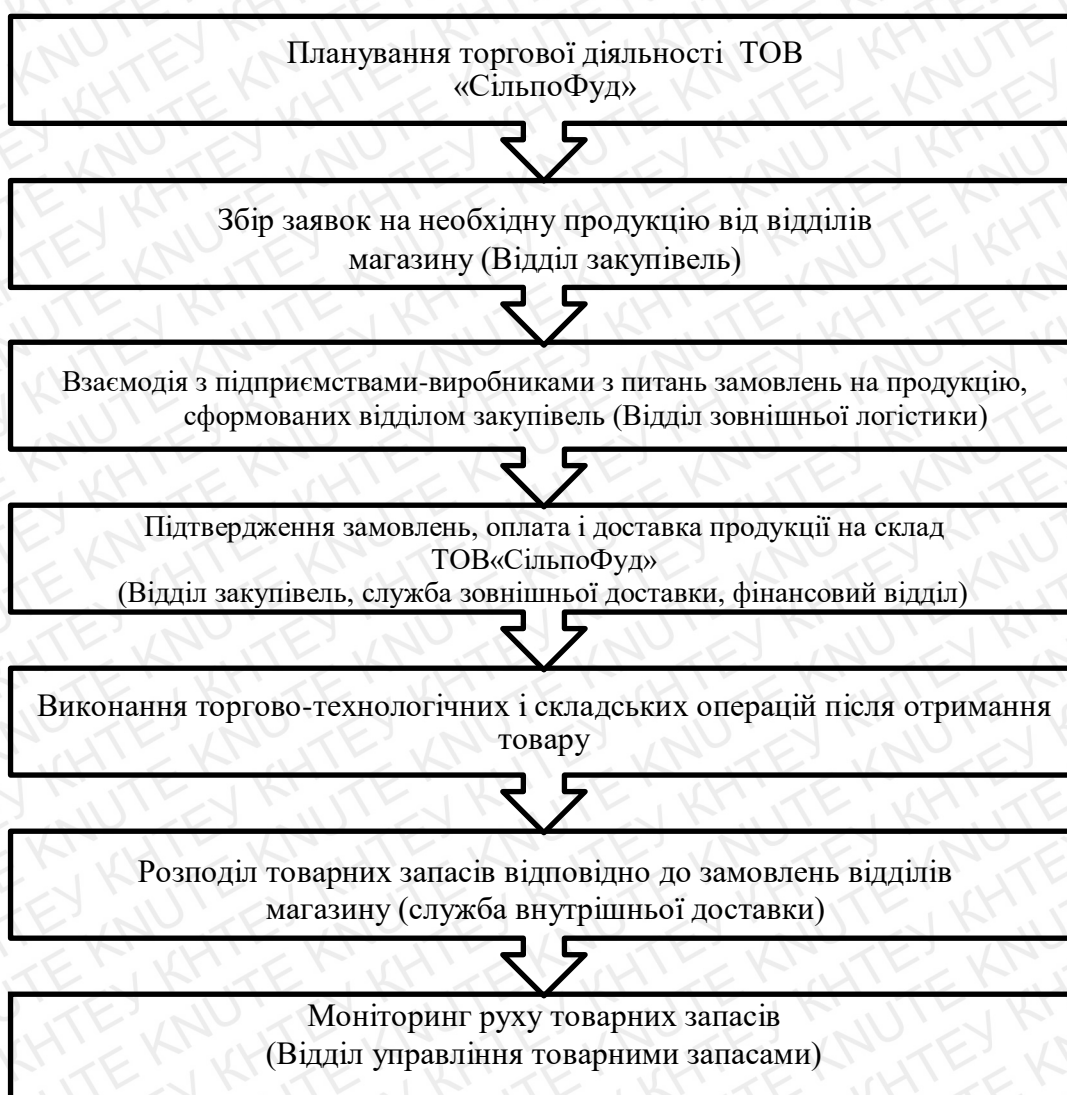 Планування торгової діяльності ТОВ
«СільпоФуд»
Збір заявок на необхідну продукцію від відділів
магазину (Відділ закупівель)
Взаємодія з підприємствами-виробниками з питань замовлень на продукцію,
сформованих відділом закупівель (Відділ зовнішньої логістики)
Підтвердження замовлень, оплата і доставка продукції на склад
ТОВ«СільпоФуд»
(Відділ закупівель, служба зовнішньої доставки, фінансовий відділ)
Виконання торгово-технологічних і складських операцій після отримання
товару
Розподіл товарних запасів відповідно до замовлень відділів
магазину (служба внутрішньої доставки)
Моніторинг руху товарних запасів
(Відділ управління товарними запасами)